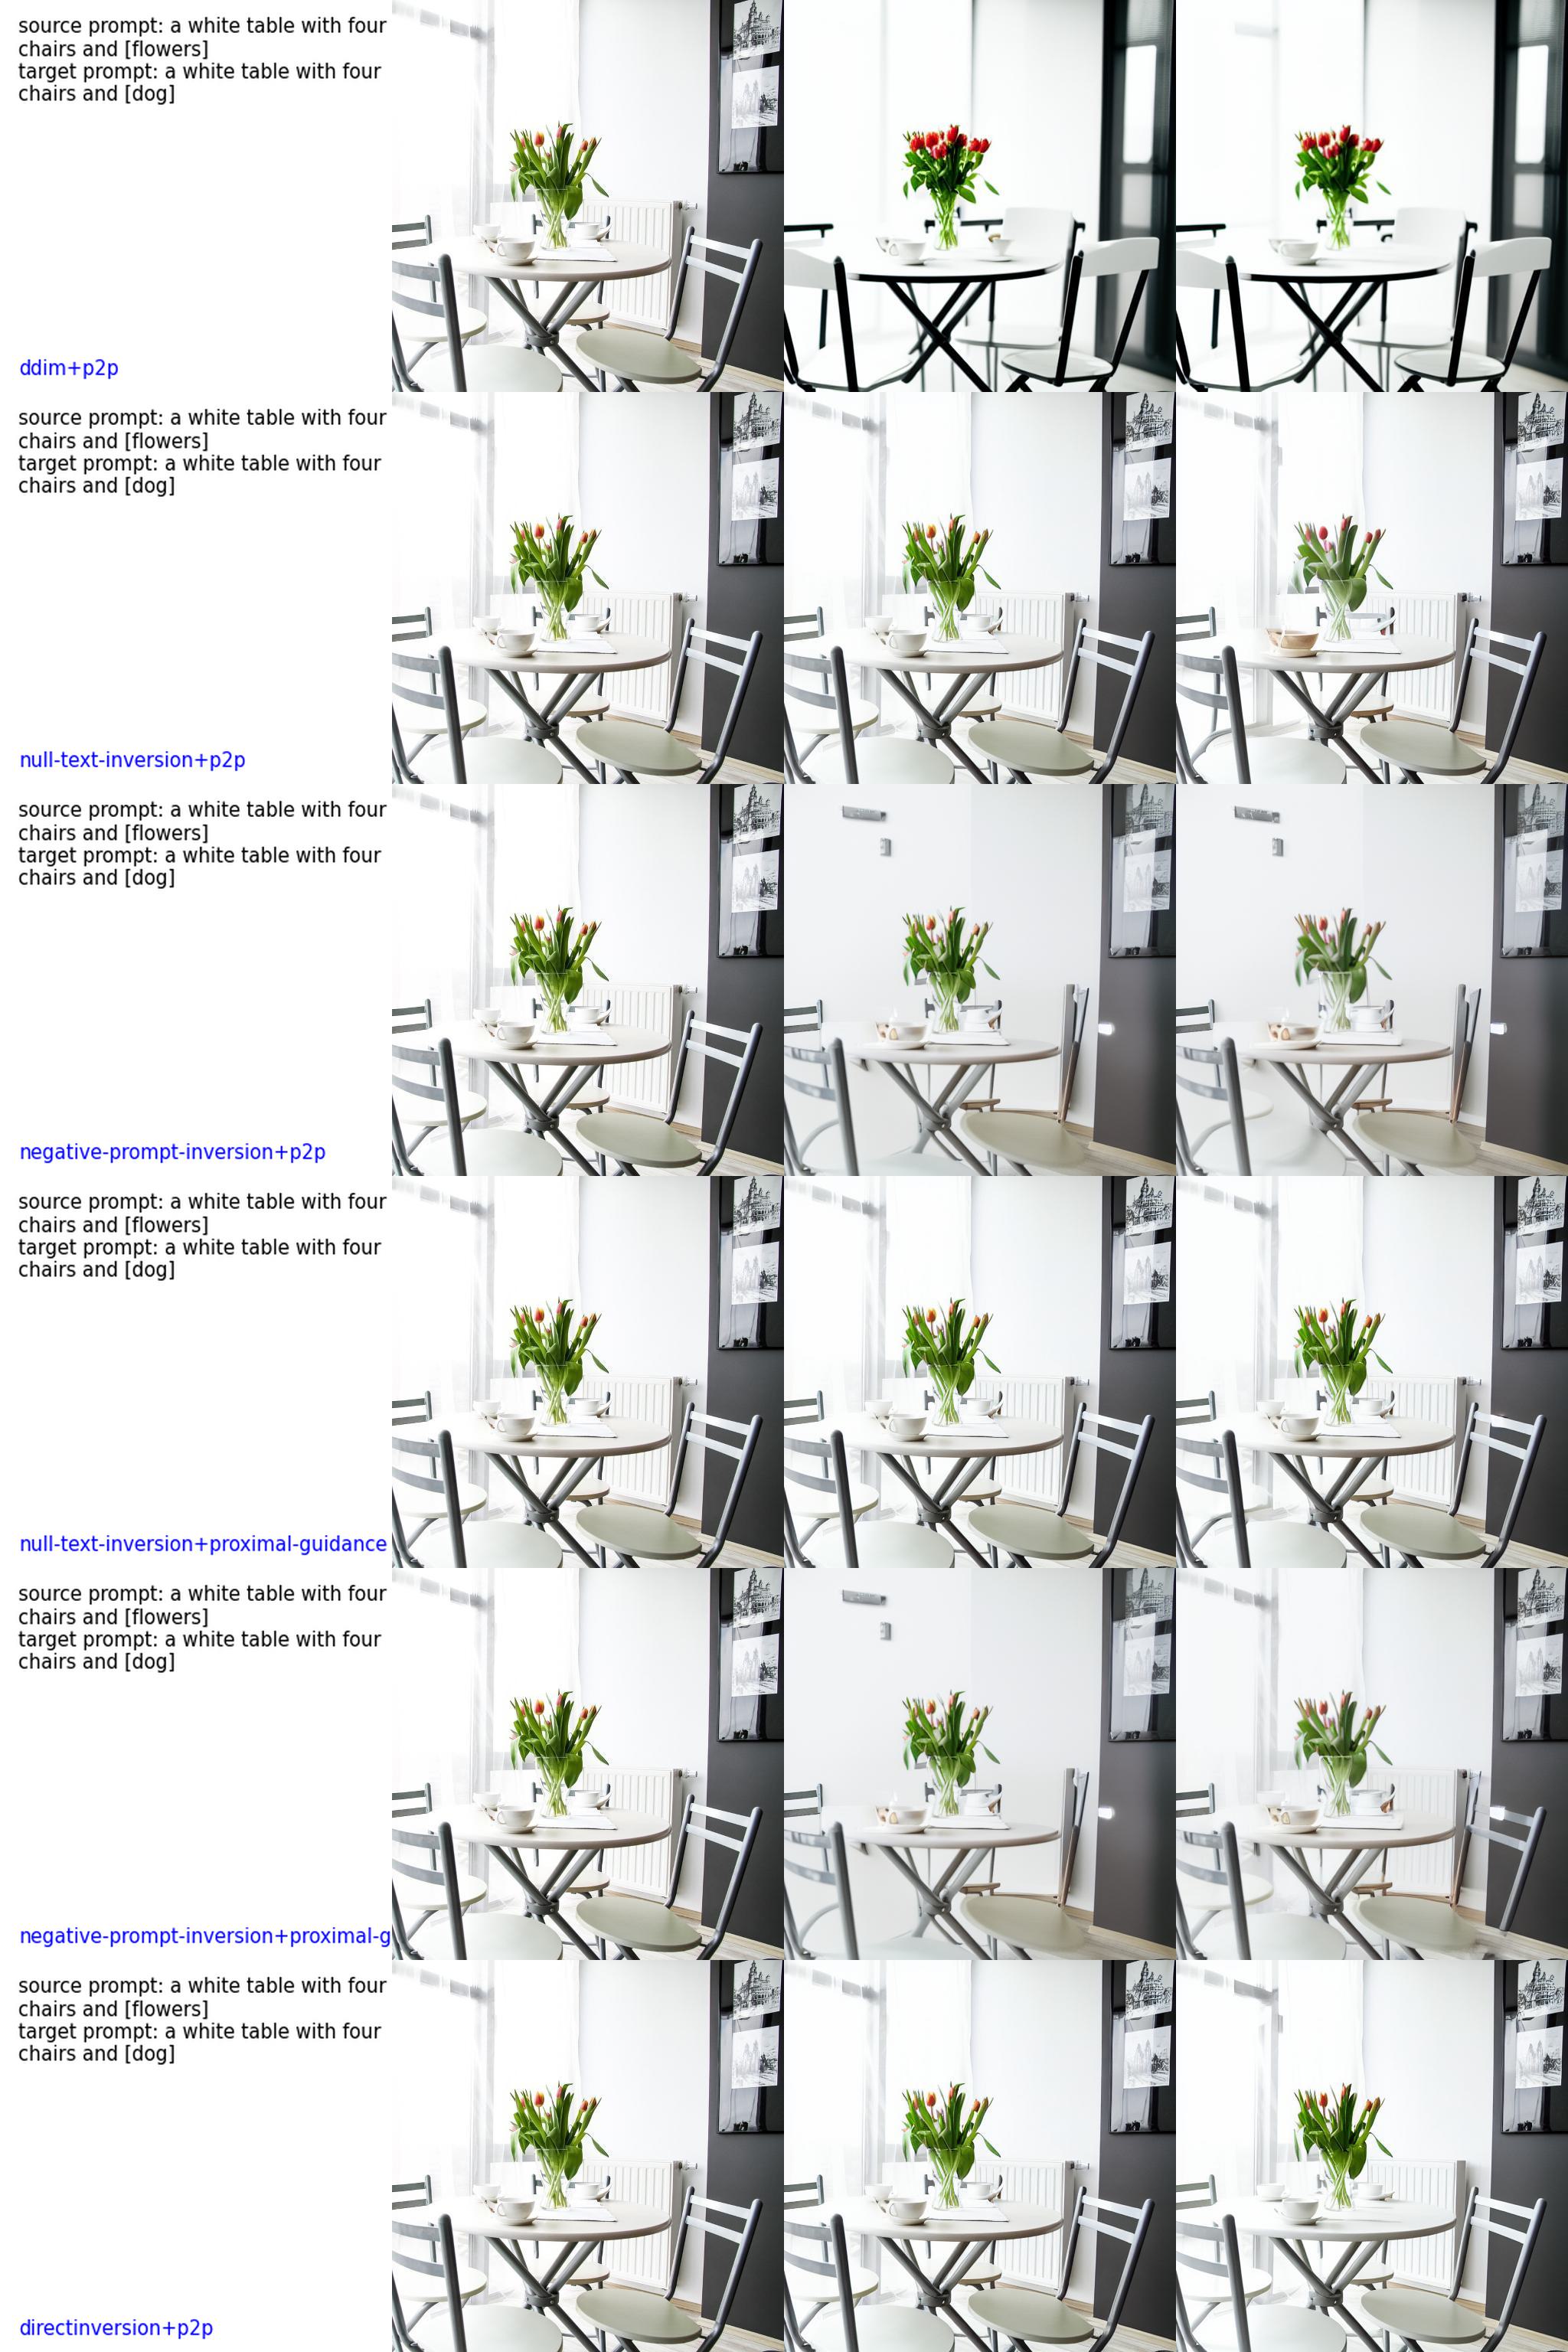 source prompt: a white table with four
chairs and [flowers]
target prompt: a white table with four
chairs and [dog]
ddim+p2p
source prompt: a white table with four
chairs and [flowers]
target prompt: a white table with four
chairs and [dog]
null-text-inversion+p2p
source prompt: a white table with four
chairs and [flowers]
target prompt: a white table with four
chairs and [dog]
negative-prompt-inversion+p2p
source prompt: a white table with four
chairs and [flowers]
target prompt: a white table with four
chairs and [dog]
null-text-inversion+proximal-guidance
source prompt: a white table with four
chairs and [flowers]
target prompt: a white table with four
chairs and [dog]
negative-prompt-inversion+proximal-g
source prompt: a white table with four
chairs and [flowers]
target prompt: a white table with four
chairs and [dog]
directinversion+p2p